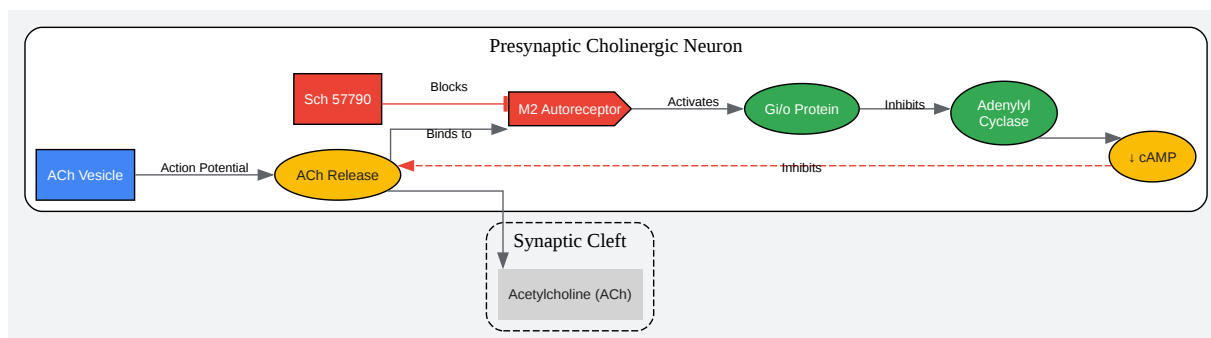 Presynaptic Cholinergic Neuron
Sch 57790
Blocks
M2 Autoreceptor
Activates
Gi/o Protein
Inhibits
Adenylyl
Cyclase
Binds to
ACh Vesicle
Action Potential
ACh Release
Inhibits
↓ cAMP
Synaptic Cleft
Acetylcholine (ACh)